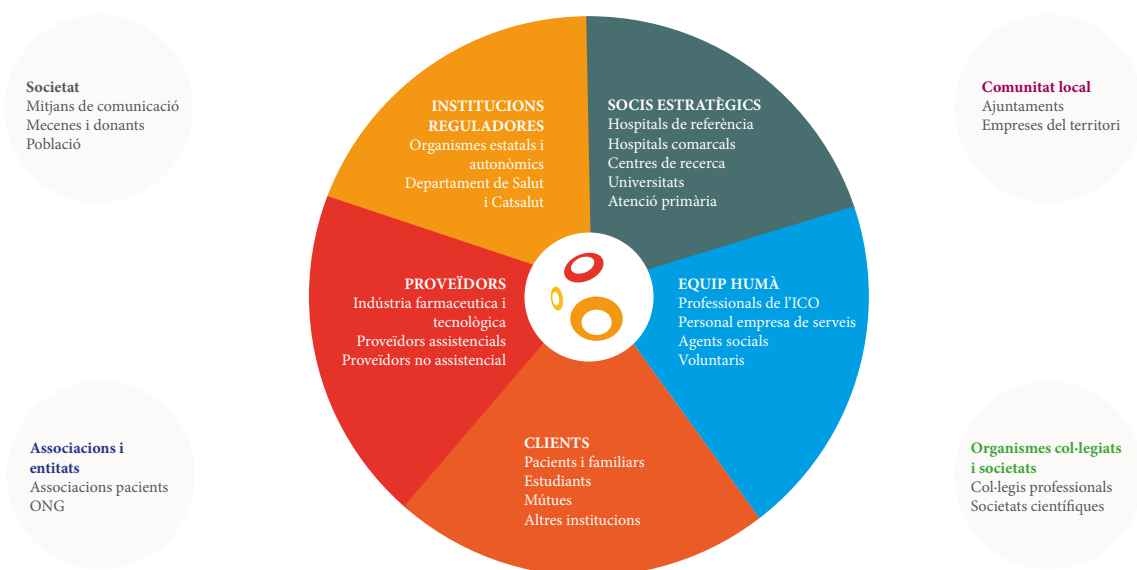 Societat
Mitjans de comunicació
Mecenes i donants
Població
INSTITUCIONS
REGULADORES
Organismes estatals i
autonòmics
Departament de Salut
i Catsalut
SOCIS ESTRATÈGICS
Hospitals de referència
Hospitals comarcals
Centres de recerca
Universitats
Atenció primària
Comunitat local
Ajuntaments
Empreses del territori
PROVEÏDORS
Indústria farmaceutica i
tecnològica
Proveïdors assistencials
Proveïdors no assistencial
EQUIP HUMÀ
Professionals de l’ICO
Personal empresa de serveis
Agents socials
Voluntaris
Associacions i
entitats
Associacions pacients
ONG
CLIENTS
Pacients i familiars
Estudiants
Mútues
Altres institucions
Organismes col·legiats
i societats
Col·legis professionals
Societats científiques